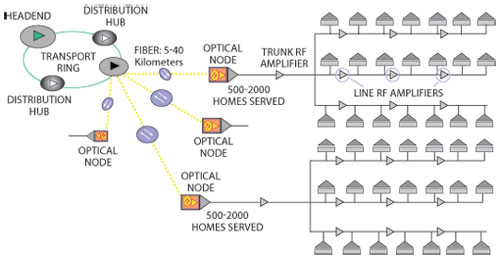 HEADEND
DISTRIBUTION
HUB
TRANSPORT
RING
DISTRIBUTION
HUB
FIBER: 5-40
Kilometers
OPTICAL
NODE
TRUNK RF
AMPLIFIER
500-2000
HOMES SERVED
LINE RF AMPLIFIERS
OPTICAL
NODE
OPTICAL
NODE
OPTICAL
NODE
500-2000
HOMES SERVED